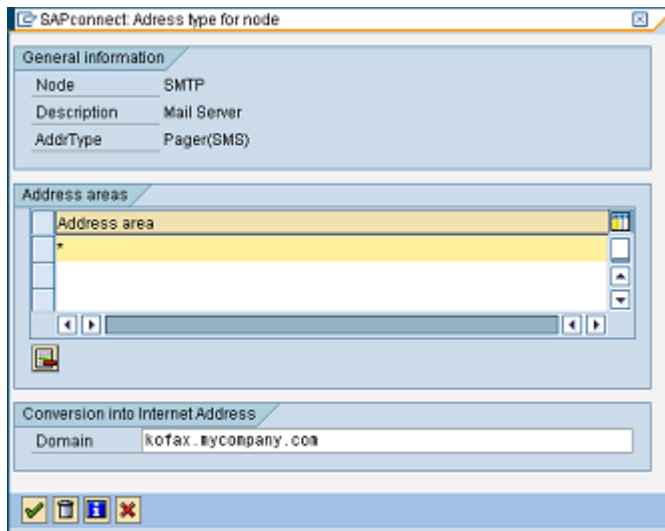 SAPconnect: Adress type for node
General information
Node SMTP
Description Mail Server
AddrType Pager(SMS)
Address areas
Address area
*
Conversion into Internet Address
Domain kofax.mycompany.com